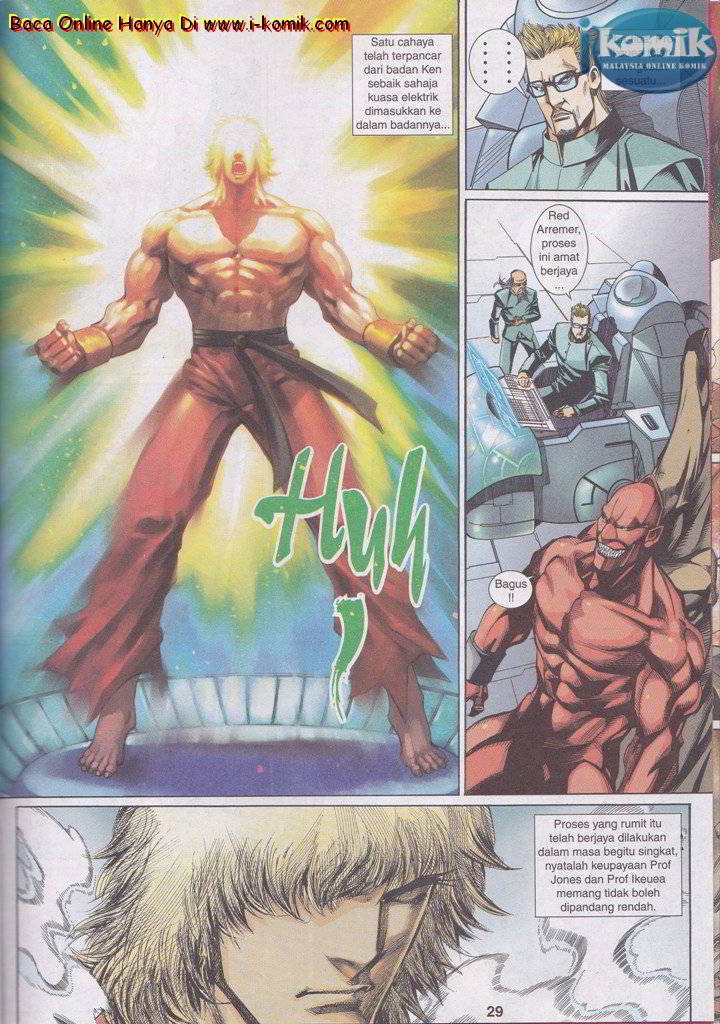 Baca Online Hanya Di www.i-komik.com
Satu cahaya
telah terpancar
dari badan Ken
sebaik sahaja
kuasa elektrik
dimasukkan ke
dalam badannya...
ikomik
MALAYSIA ONLINE KOMIK
sesuatu...
Red
Arremer,
proses
ini amat
berjaya
...
Huh,
Bagus
!!
Proses yang rumit itu
telah berjaya dilakukan
dalam masa begitu singkat,
nyatalah keupayaan Prof
Jones dan Prof Ikeuea
memang tidak boleh
dipandang rendah.
29